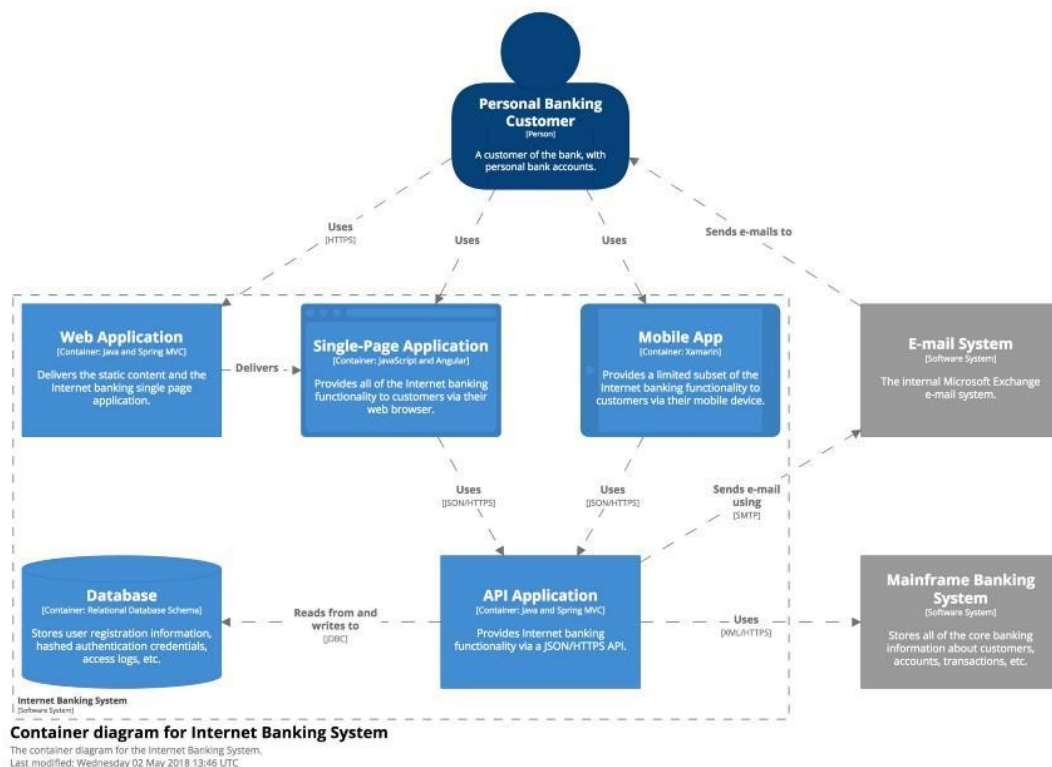 Personal Banking
Customer
[Person]
A customer of the bank, with
personal bank accounts.
Uses
[HTTPS]
Uses
Uses
Sends e-mails to
Web Application
[Container: Java and Spring MVC]
Delivers the static content and the
Internet banking single page
application.
Delivers
Single-Page Application
[Container: JavaScript and Angular]
Provides all of the Internet banking
functionality to customers via their
web browser.
Mobile App
[Container: Xamarin]
Provides a limited subset of the
Internet banking functionality to
customers via their mobile device.
E-mail System
[Software System]
The internal Microsoft Exchange
e-mail system.
Uses
[JSON/HTTPS]
Uses
[JSON/HTTPS]
Sends e-mail
using
[SMTP]
Database
[Container: Relational Database Schema]
Stores user registration information,
hashed authentication credentials,
access logs, etc.
Reads from and
writes to
[JDBC]
API Application
[Container: Java and Spring MVC]
Provides Internet banking
functionality via a JSON/HTTPS API.
Uses
[XML/HTTPS]
Mainframe Banking
System
[Software System]
Stores all of the core banking
information about customers,
accounts, transactions, etc.
Internet Banking System
[Software System]
Container diagram for Internet Banking System
The container diagram for the Internet Banking System.
Last modified: Wednesday 02 May 2018 13:46 UTC